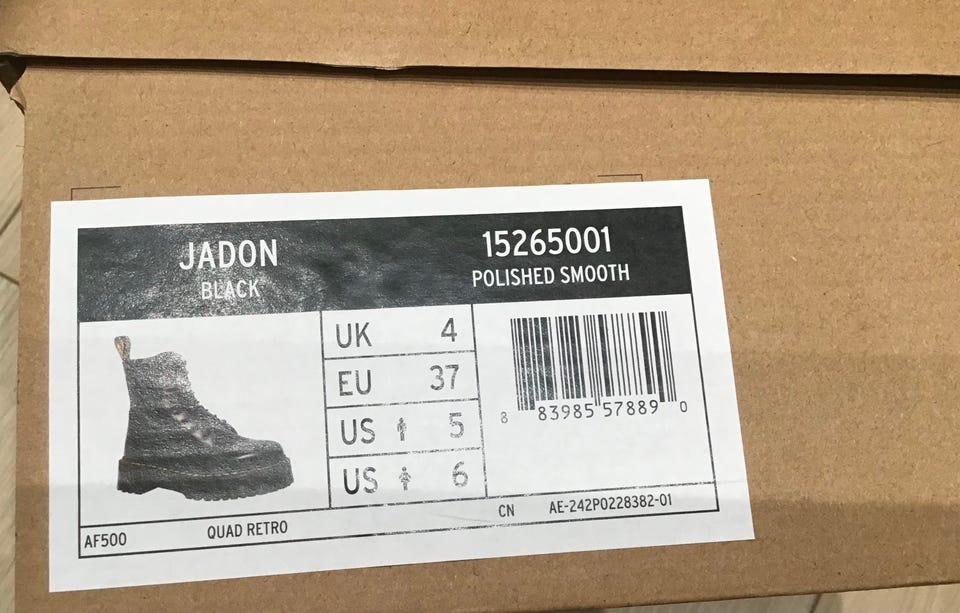 JADON
BLACK
15265001
POLISHED SMOOTH
UK 4
EU 37
US 5
US 6
8 83985 57889 0
CN AE-242P0228382-01
AF500 QUAD RETRO